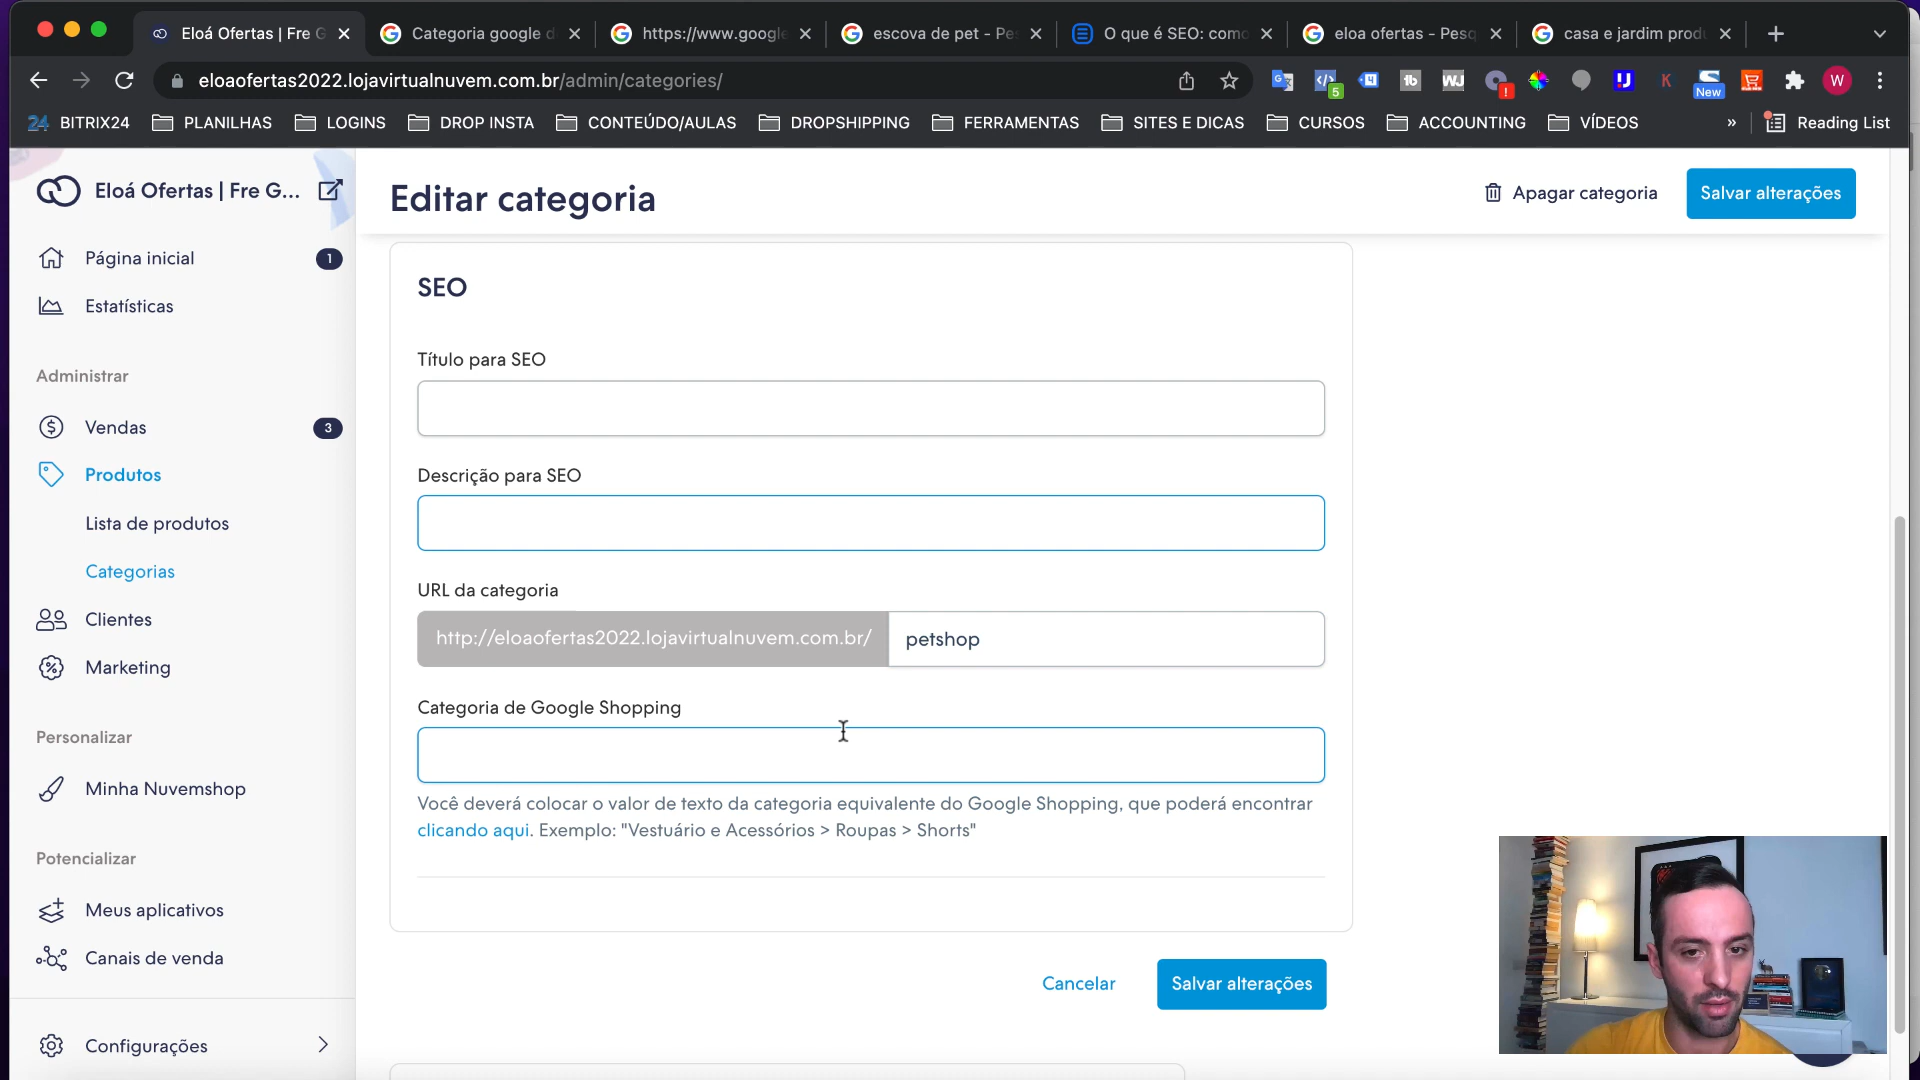 Eloá Ofertas | Fre G
Categoria google d
https://www.google
escova de pet - Pe
O que é SEO: como
eloa ofertas - Pesq
casa e jardim produ
eloaofertas2022.lojavirtualnuvem.com.br/admin/categories/
5
New
W
24 BITRIX24
PLANILHAS
LOGINS
DROP INSTA
CONTEÚDO/AULAS
DROPSHIPPING
FERRAMENTAS
SITES E DICAS
CURSOS
ACCOUNTING
VÍDEOS
»
Reading List
Eloá Ofertas | Fre G...
Editar categoria
Apagar categoria
Salvar alterações
Página inicial
1
Estatísticas
Administrar
Vendas
3
Produtos
Lista de produtos
Categorias
Clientes
Marketing
Personalizar
Minha Nuvemshop
Potencializar
Meus aplicativos
Canais de venda
Configurações
SEO
Título para SEO
Descrição para SEO
URL da categoria
http://eloaofertas2022.lojavirtualnuvem.com.br/
petshop
Categoria de Google Shopping
Você deverá colocar o valor de texto da categoria equivalente do Google Shopping, que poderá encontrar
clicando aqui. Exemplo: "Vestuário e Acessórios > Roupas > Shorts"
Cancelar
Salvar alterações